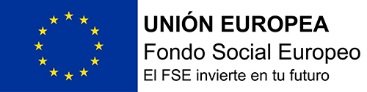 UNIÓN EUROPEA
Fondo Social Europeo
El FSE invierte en tu futuro